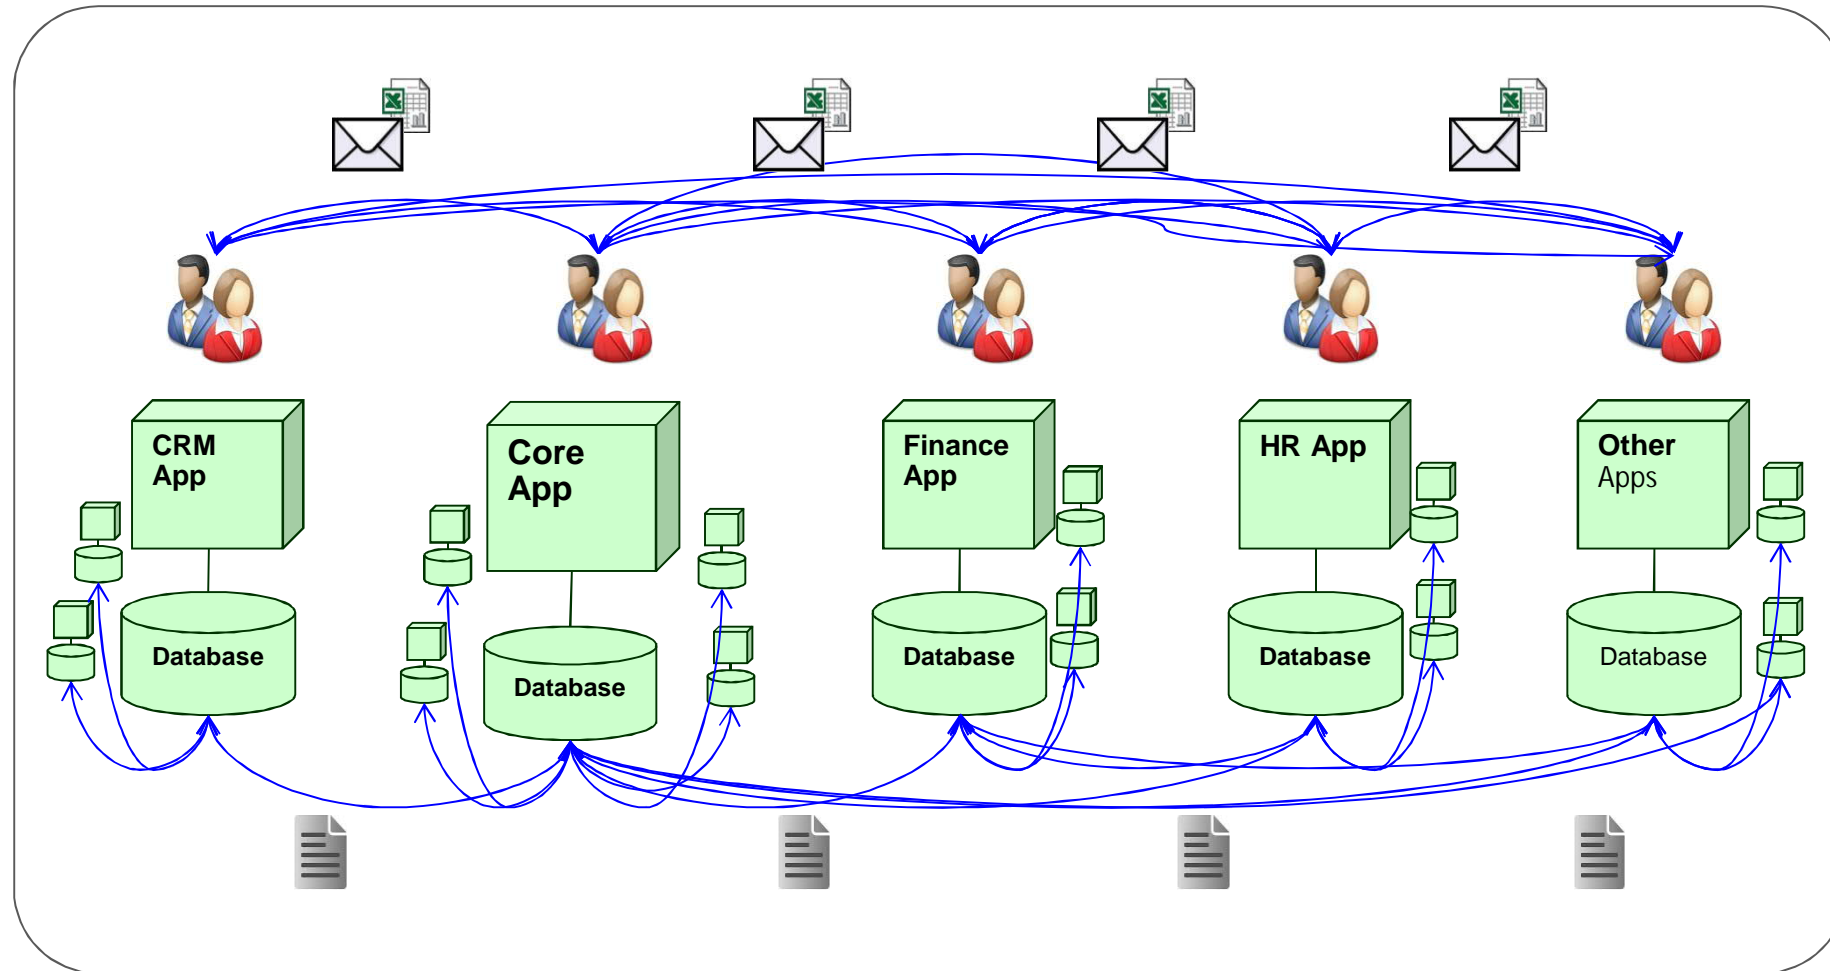 CRM
App
Core
App
Finance
App
HR App
Other
Apps
Database
Database
Database
Database
Database